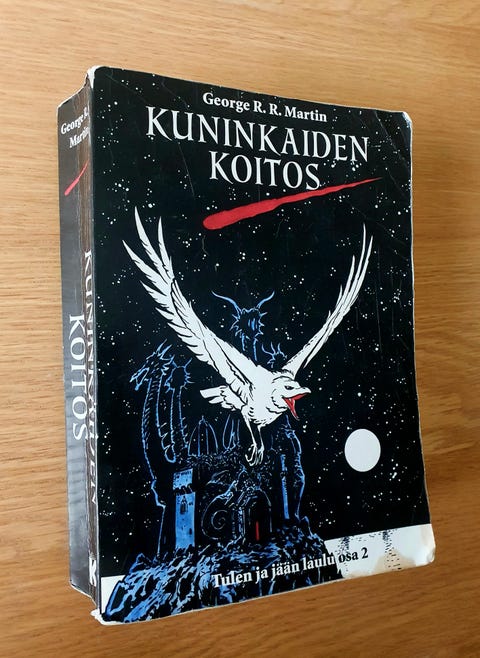 George R. R. Martin
KUNINKAIDEN
KOITOS
Tulen ja jään laulu osa 2
George R. R.
Martin
KUNINKAIDEN
KOITOS
K